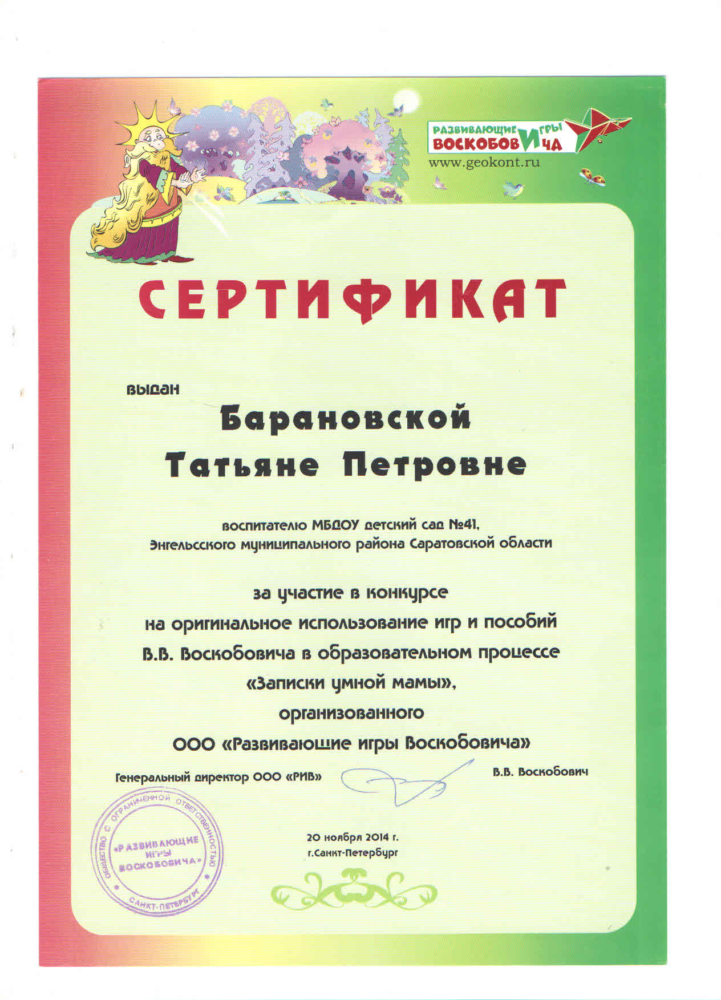 РАЗВИВАЮЩИЕ ИГРЫ
ВОСКОБОВИЧА
www.geokont.ru
СЕРТИФИКАТ
выдан
Барановской
Татьяне Петровне
воспитателю МБДОУ детский сад №41,
Энгельсского муниципального района Саратовской области
за участие в конкурсе
на оригинальное использование игр и пособий
В.В. Воскобовича в образовательном процессе
«Записки умной мамы»,
организованного
ООО «Развивающие игры Воскобовича»
Генеральный директор ООО «РИВ»
В.В. Воскобович
ОБЩЕСТВО С ОГРАНИЧЕННОЙ ОТВЕТСТВЕННОСТЬЮ
«РАЗВИВАЮЩИЕ
ИГРЫ
ВОСКОБОВИЧА»
САНКТ-ПЕТЕРБУРГ
20 ноября 2014 г.
г.Санкт-Петербург